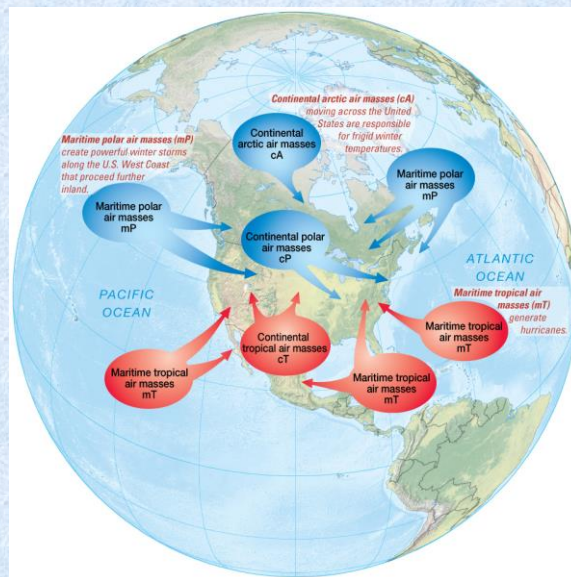 Continental arctic air masses (cA)
moving across the United
States are responsible
for frigid winter
temperatures.
Continental
arctic air masses
cA
Maritime polar air masses (mP)
create powerful winter storms
along the U.S. West Coast
that proceed further
inland.
Maritime polar
air masses
mP
Maritime polar
air masses
mP
Continental polar
air masses
cP
ATLANTIC
OCEAN
PACIFIC
OCEAN
Maritime tropical air
masses (mT)
generate
hurricanes.
Maritime tropical
air masses
mT
Continental
tropical air masses
cT
Maritime tropical
air masses
mT
Maritime tropical
air masses
mT